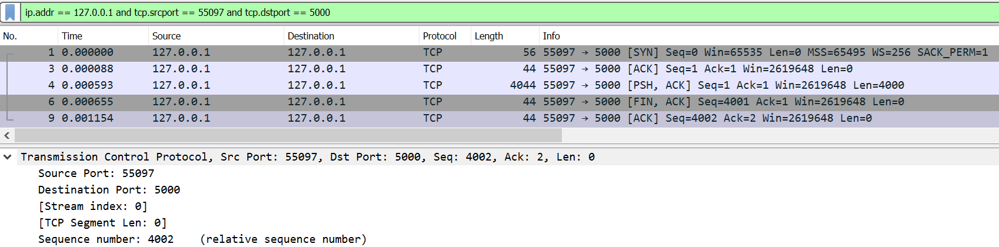 ip.addr == 127.0.0.1 and tcp.srcport == 55097 and tcp.dstport == 5000
No. Time Source Destination Protocol Length Info
1 0.000000 127.0.0.1 127.0.0.1 TCP 56 55097 → 5000 [SYN] Seq=0 Win=65535 Len=0 MSS=65495 WS=256 SACK_PERM=1
3 0.000088 127.0.0.1 127.0.0.1 TCP 44 55097 → 5000 [ACK] Seq=1 Ack=1 Win=2619648 Len=0
4 0.000593 127.0.0.1 127.0.0.1 TCP 4044 55097 → 5000 [PSH, ACK] Seq=1 Ack=1 Win=2619648 Len=4000
6 0.000655 127.0.0.1 127.0.0.1 TCP 44 55097 → 5000 [FIN, ACK] Seq=4001 Ack=1 Win=2619648 Len=0
9 0.001154 127.0.0.1 127.0.0.1 TCP 44 55097 → 5000 [ACK] Seq=4002 Ack=2 Win=2619648 Len=0
Transmission Control Protocol, Src Port: 55097, Dst Port: 5000, Seq: 4002, Ack: 2, Len: 0
Source Port: 55097
Destination Port: 5000
[Stream index: 0]
[TCP Segment Len: 0]
Sequence number: 4002 (relative sequence number)